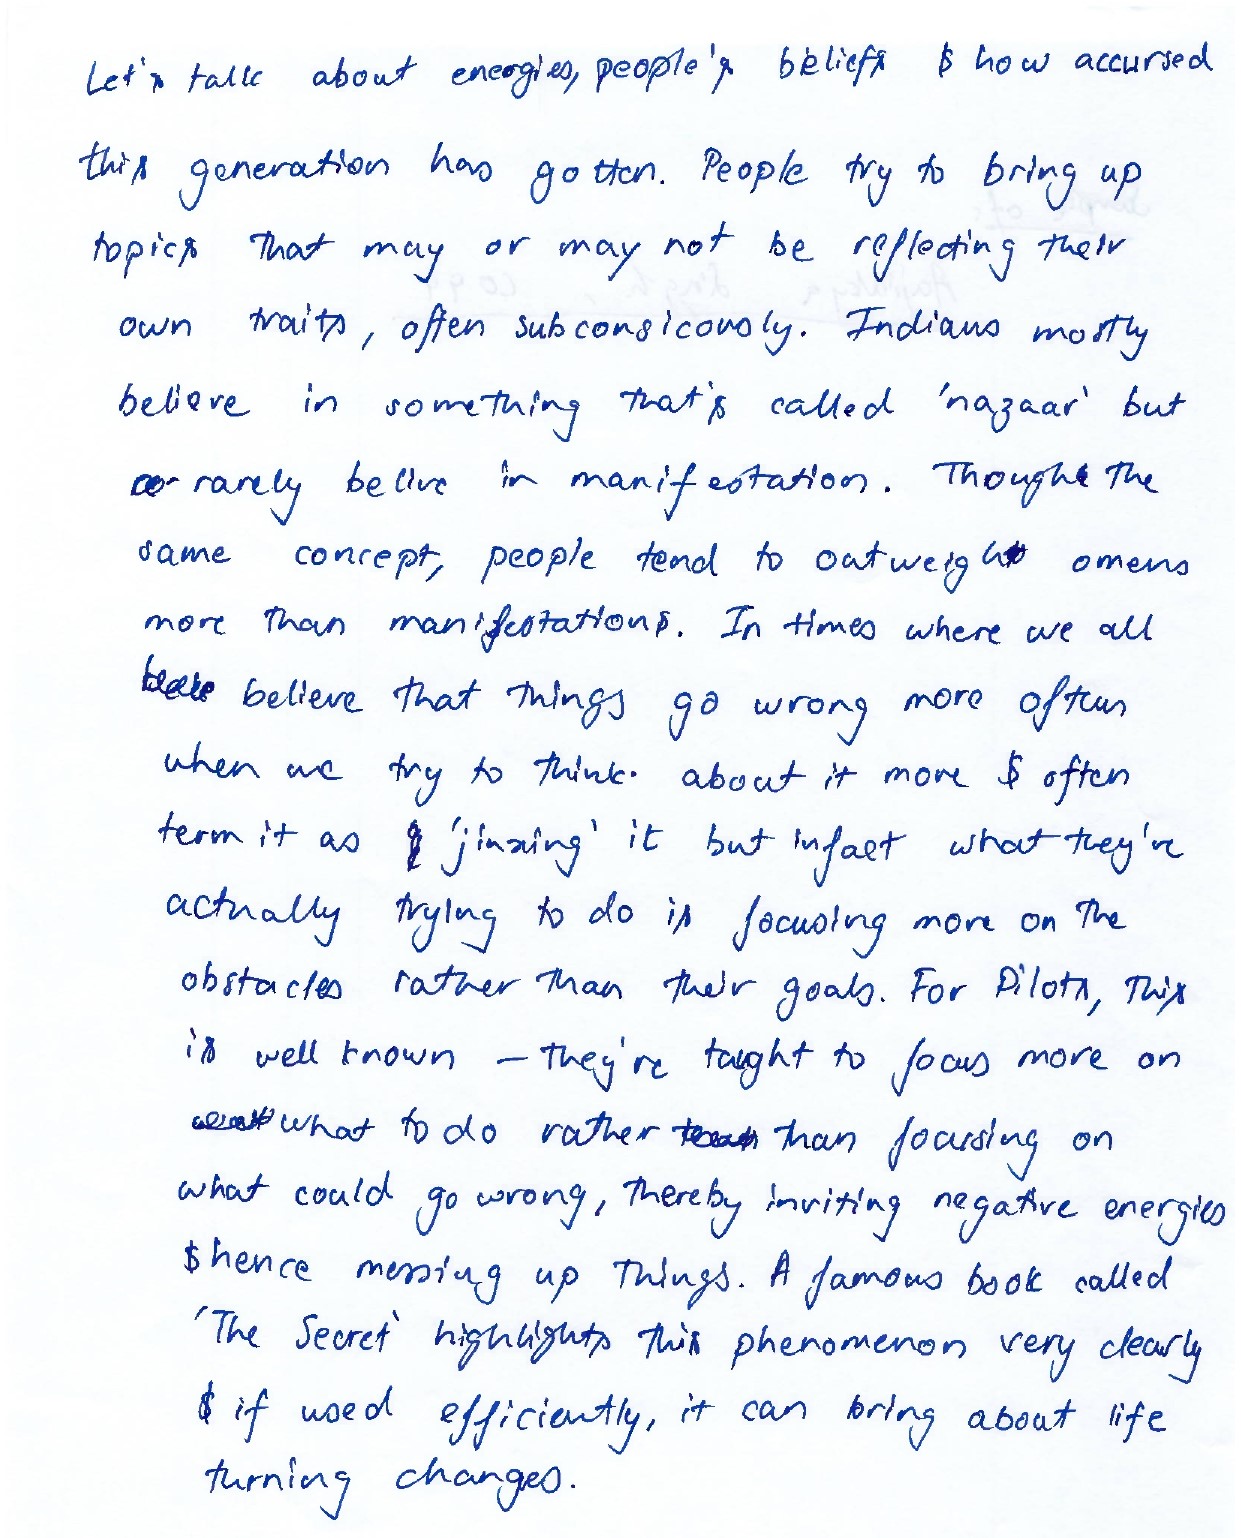 Let's talk about energies, people's beliefs & how accursed
this generation has gotten. People try to bring up
topics that may or may not be reflecting their
own traits, often subconsicously. Indians mostly
believe in something that's called 'nazaar' but
rarely belive in manifestation. Thought the
same concept, people tend to outweigh omens
more than manifestations. In times where we all
believe that things go wrong more often
when we try to think about it more & often
term it as 'jinxing' it but infact what they're
actually trying to do is focusing more on the
obstacles rather than their goals. For Pilots, this
is well known – they're taught to focus more on
what to do rather than focusing on
what could go wrong, thereby inviting negative energies
& hence messing up things. A famous book called
'The Secret' highlights this phenomenon very clearly
& if used efficiently, it can bring about life
turning changes.